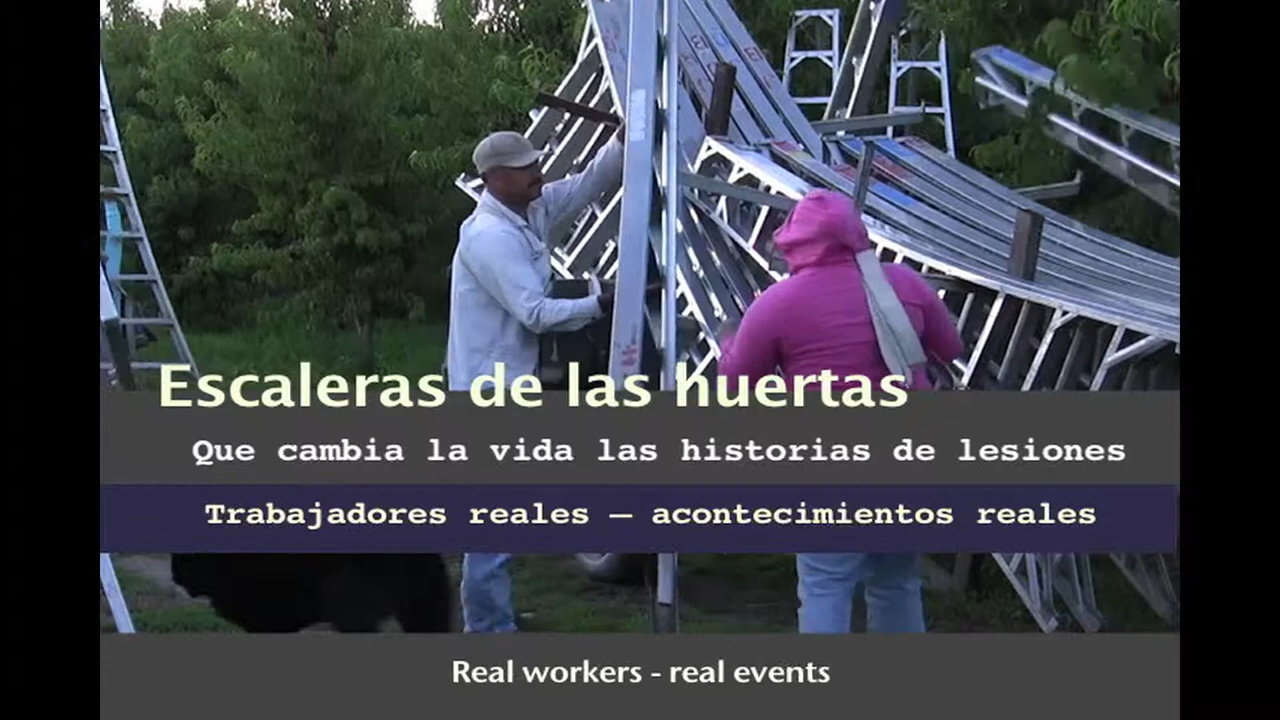 Escaleras de las huertas
Que cambia la vida las historias de lesiones
Trabajadores reales — acontecimientos reales
Real workers - real events